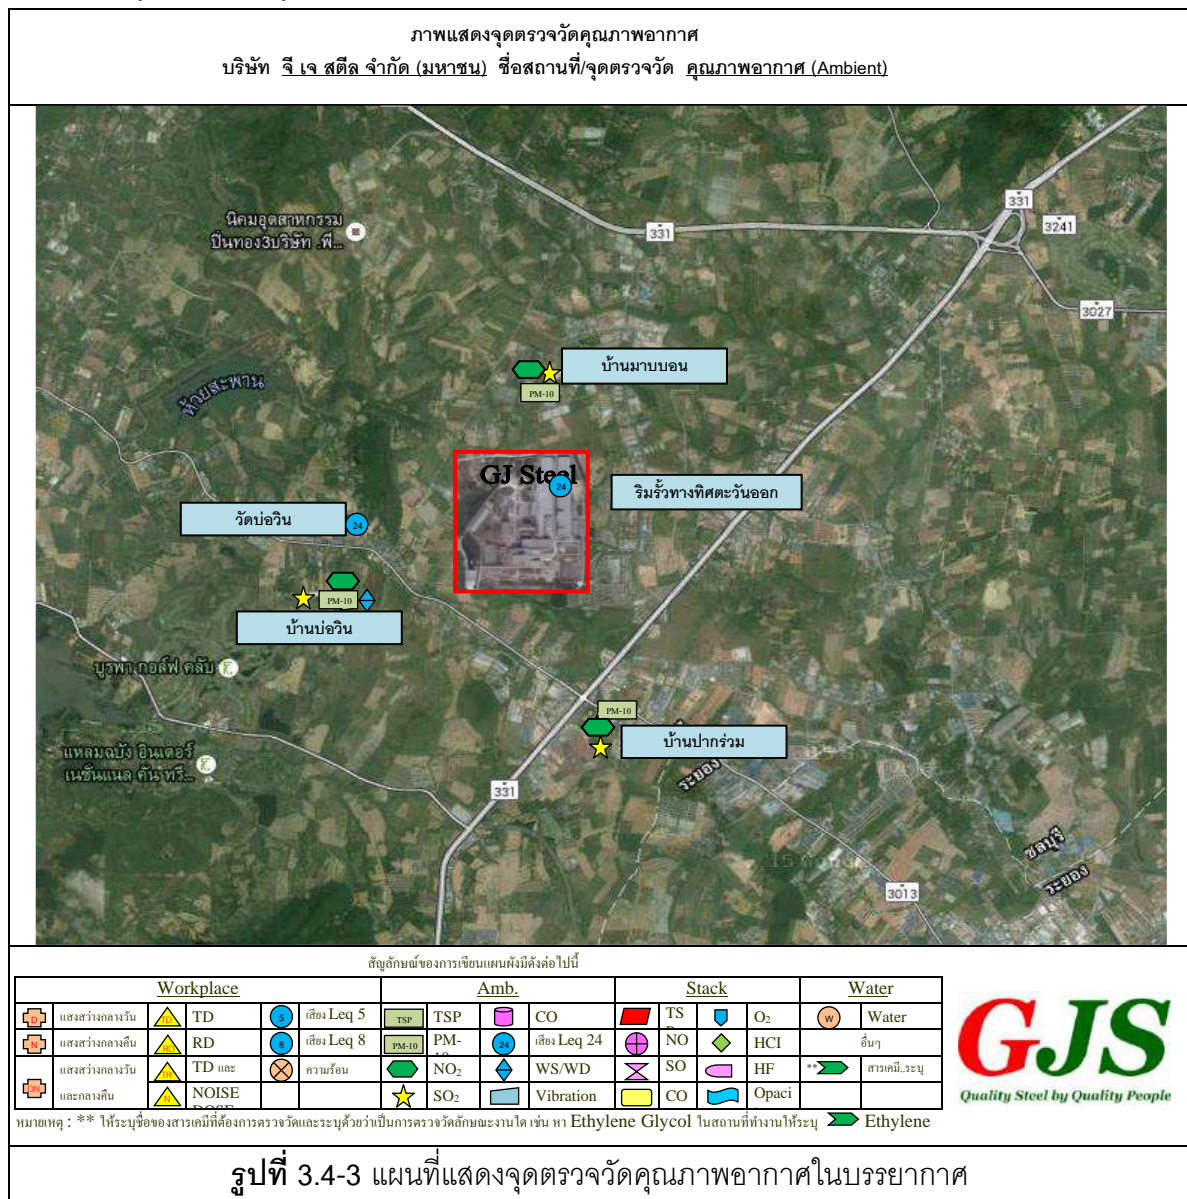 ภาพแสดงจุดตรวจวัดคุณภาพอากาศ
บริษัท จี เจ สตีล จำกัด (มหาชน) ชื่อสถานที่/จุดตรวจวัด คุณภาพอากาศ (Ambient)
นิคมอุตสาหกรรม
ปิ่นทอง3บริษัท .พี...
331
331
3241
3027
ห้วยสะพาน
บ้านมาบบอน
PM-10
GJ Steel
24
ริมรั้วทางทิศตะวันออก
วัดบ่อวิน
24
PM-10
บ้านบ่อวิน
บูรพา กอล์ฟ คลับ
PM-10
บ้านปากร่วม
แหลมฉบัง อินเตอร์
เนชั่นแนล คัน ทรี...
ระยอง
331
ชลบุรี
ระยอง
3013
สัญลักษณ์ของการเขียนแผนผังมีดังต่อไปนี้
Workplace Amb. Stack Water
D แสงสว่างกลางวัน TD TD 5 เสียง Leq 5 TSP TSP CO TS O2 W Water
N แสงสว่างกลางคืน RD RD 8 เสียง Leq 8 PM-10 PM- 24 เสียง Leq 24 NO HCI อื่นๆ
DN แสงสว่างกลางวัน TR TD และ ความร้อน NO2 WS/WD SO HF ** สารเคมี..ระบุ
และกลางคืน N NOISE SO2 Vibration CO Opaci
หมายเหตุ : ** ให้ระบุชื่อของสารเคมีที่ต้องการตรวจวัดและระบุด้วยว่าเป็นการตรวจวัดลักษณะงานใด เช่น หา Ethylene Glycol ในสถานที่ทำงานให้ระบุ Ethylene
GJS
Quality Steel by Quality People
รูปที่ 3.4-3 แผนที่แสดงจุดตรวจวัดคุณภาพอากาศในบรรยากาศ